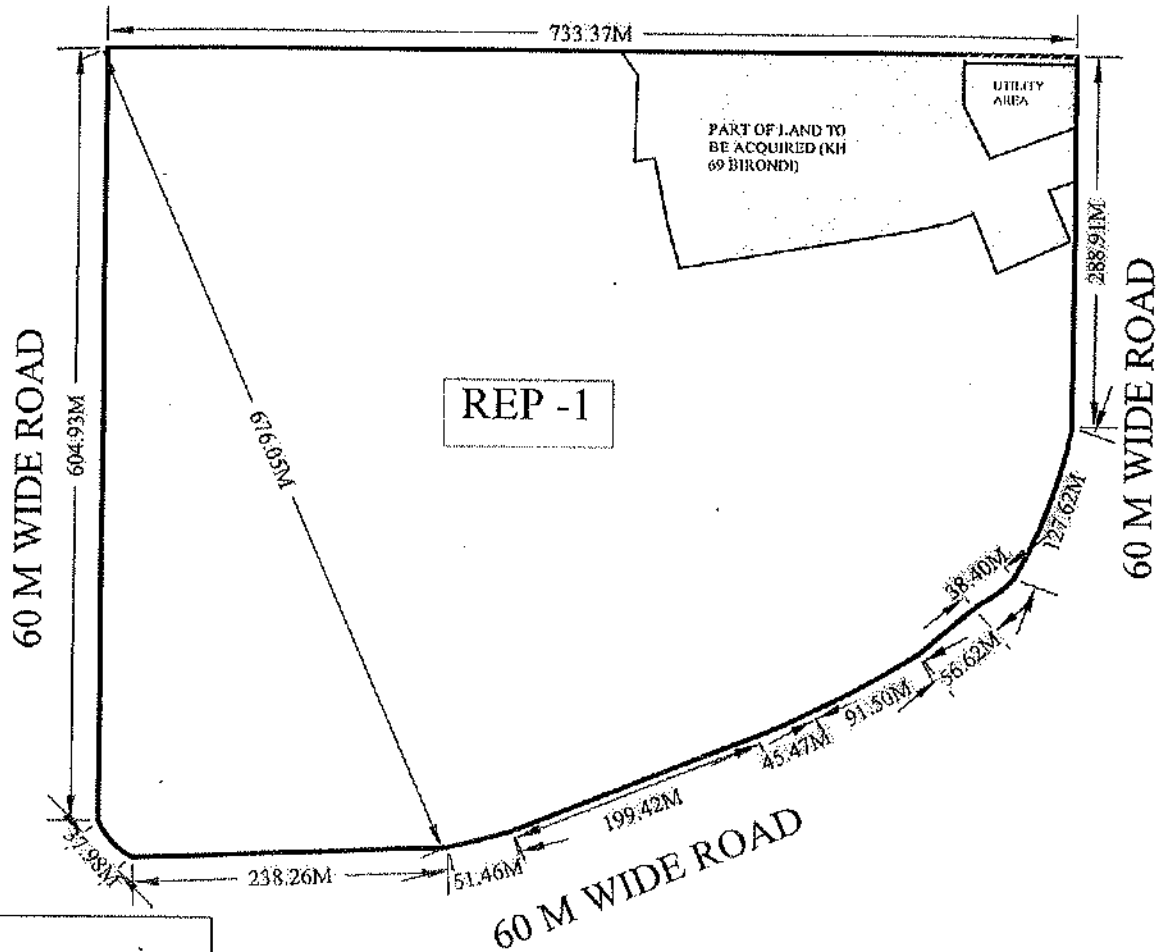 733.37M
UTILITY
AREA
PART OF LAND TO
BE ACQUIRED (KH
69 BIRONDI)
288.91M
60 M WIDE ROAD
604.93M
676.05M
REP -1
60 M WIDE ROAD
127.62M
38.40M
56.62M
91.50M
45.47M
199.42M
51.46M
238.26M
37.98M
60 M WIDE ROAD